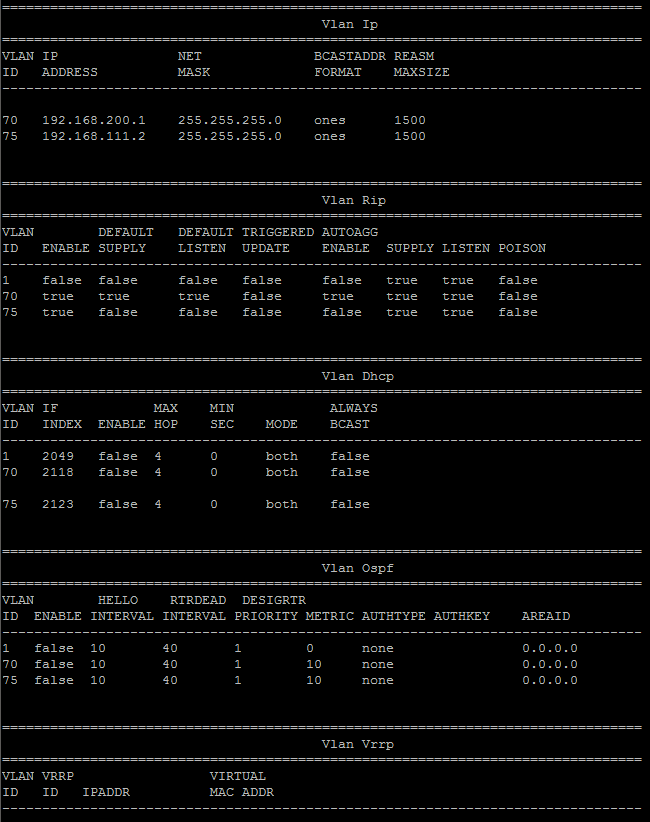 ================================================================================
                                        Vlan Ip
================================================================================
VLAN IP               NET              BCASTADDR REASM
ID   ADDRESS          MASK             FORMAT    MAXSIZE
--------------------------------------------------------------------------------
70   192.168.200.1    255.255.255.0    ones      1500
75   192.168.111.2    255.255.255.0    ones      1500
================================================================================
                                        Vlan Rip
================================================================================
VLAN        DEFAULT   DEFAULT TRIGGERED AUTOAGG
ID   ENABLE SUPPLY    LISTEN  UPDATE    ENABLE  SUPPLY LISTEN POISON
--------------------------------------------------------------------------------
1    false  false     false   false     false   true   true   false
70   true   true      true    false     false   true   true   false
75   true   false     false   false     false   true   true   false
================================================================================
                                        Vlan Dhcp
================================================================================
VLAN IF            MAX    MIN            ALWAYS
ID   INDEX  ENABLE HOP    SEC    MODE    BCAST
--------------------------------------------------------------------------------
1    2049   false  4      0      both    false
70   2118   false  4      0      both    false
75   2123   false  4      0      both    false
================================================================================
                                        Vlan Ospf
================================================================================
VLAN        HELLO    RTRDEAD  DESIGRTR
ID  ENABLE INTERVAL INTERVAL PRIORITY METRIC AUTHTYPE AUTHKEY    AREAID
--------------------------------------------------------------------------------
1   false  10       40       1        0      none                0.0.0.0
70  false  10       40       1        10     none                0.0.0.0
75  false  10       40       1        10     none                0.0.0.0
================================================================================
                                        Vlan Vrrp
================================================================================
VLAN VRRP                 VIRTUAL
ID   ID   IPADDR          MAC ADDR
--------------------------------------------------------------------------------